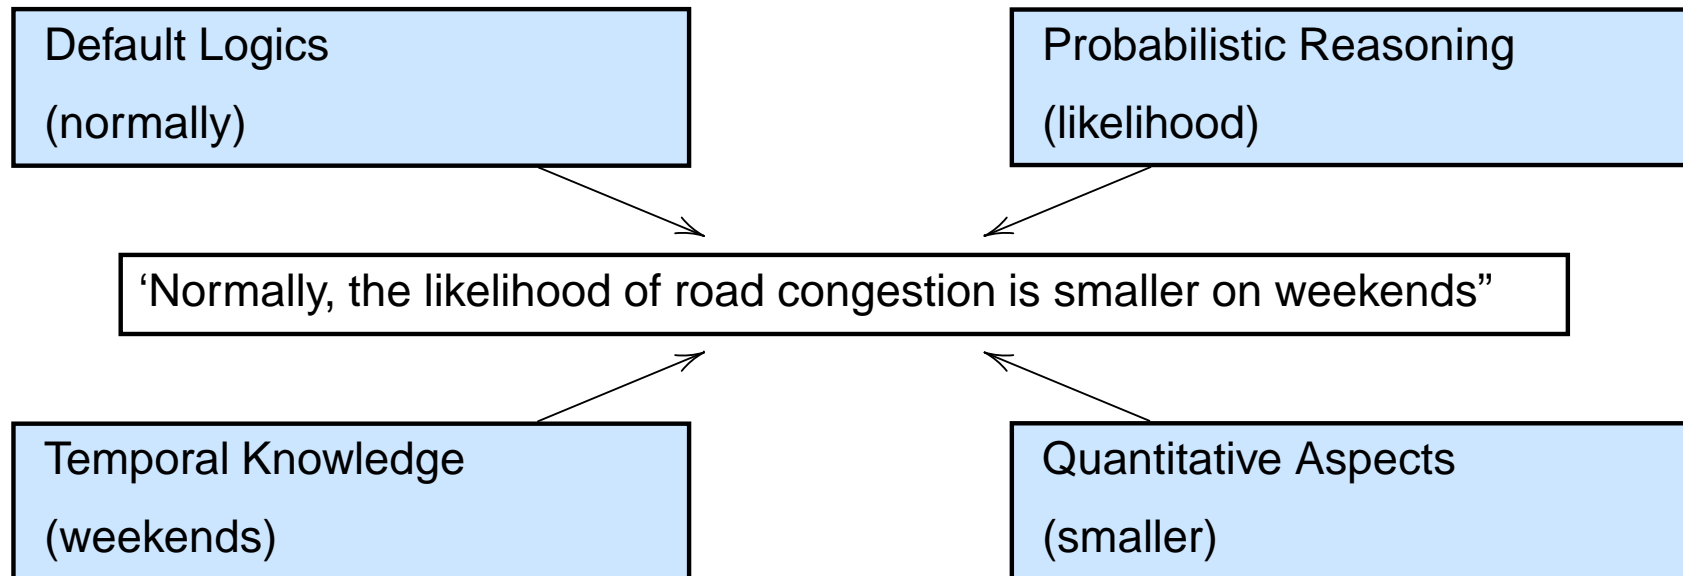 Default Logics
(normally)
Probabilistic Reasoning
(likelihood)
‘Normally, the likelihood of road congestion is smaller on weekends”
Temporal Knowledge
(weekends)
Quantitative Aspects
(smaller)